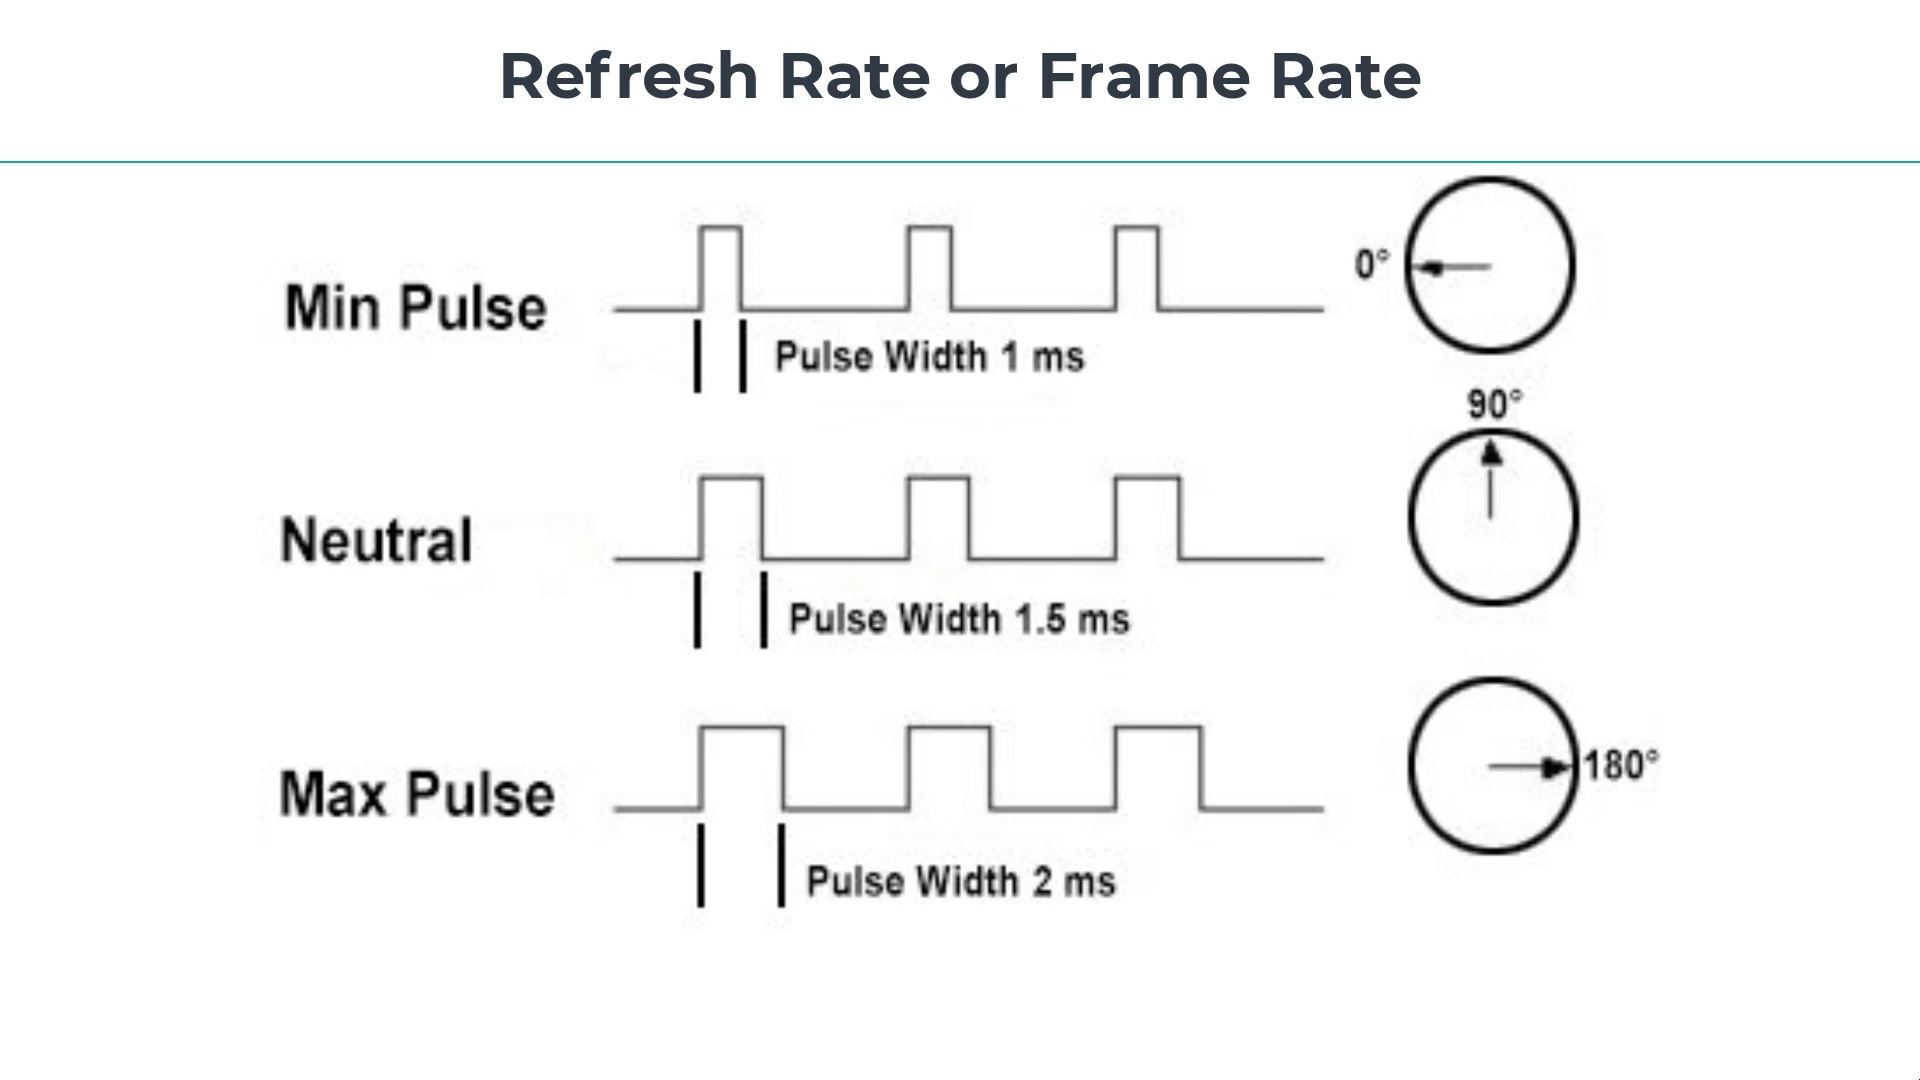 Refresh Rate or Frame Rate
0°
Min Pulse
Pulse Width 1 ms
90°
Neutral
Pulse Width 1.5 ms
180°
Max Pulse
Pulse Width 2 ms